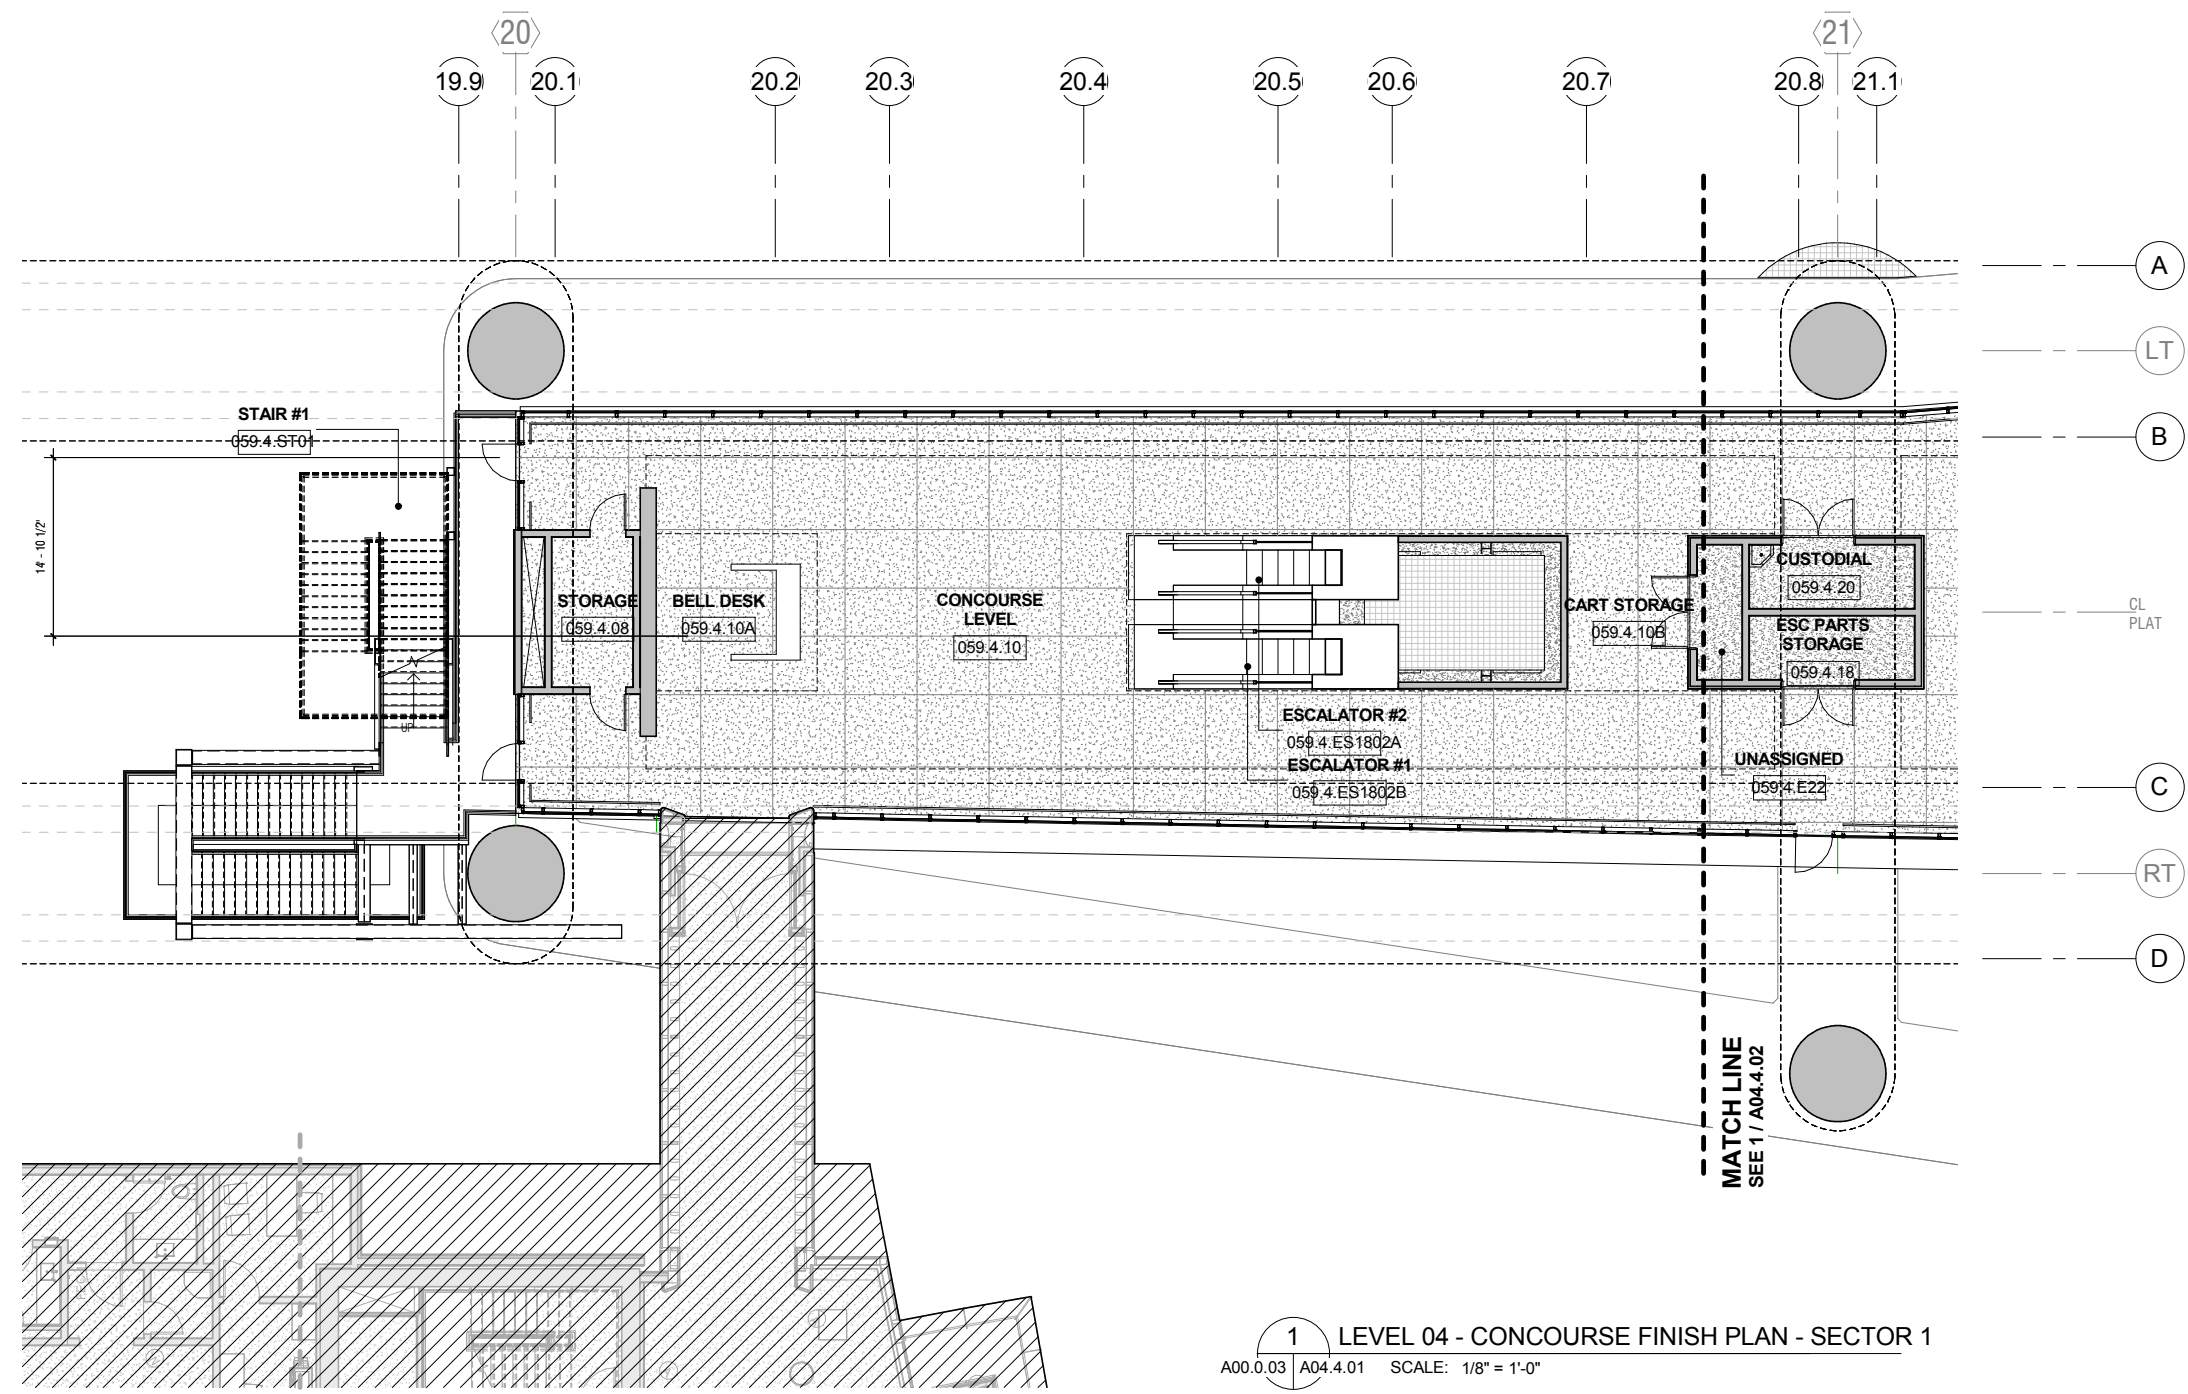 20
21
19.9
20.1
20.2
20.3
20.4
20.5
20.6
20.7
20.8
21.1
A
LT
B
CL
PLAT
C
RT
D
STAIR #1
059.4.ST01
14' - 10 1/2"
UP
STORAGE
059.4.08
BELL DESK
059.4.10A
CONCOURSE
LEVEL
059.4.10
ESCALATOR #2
059.4.ES1802A
ESCALATOR #1
059.4.ES1802B
CART STORAGE
059.4.10B
CUSTODIAL
059.4.20
ESC PARTS
STORAGE
059.4.18
UNASSIGNED
059.4.E22
MATCH LINE
SEE 1 / A04.4.02
1
LEVEL 04 - CONCOURSE FINISH PLAN - SECTOR 1
A00.0.03
A04.4.01
SCALE: 1/8" = 1'-0"